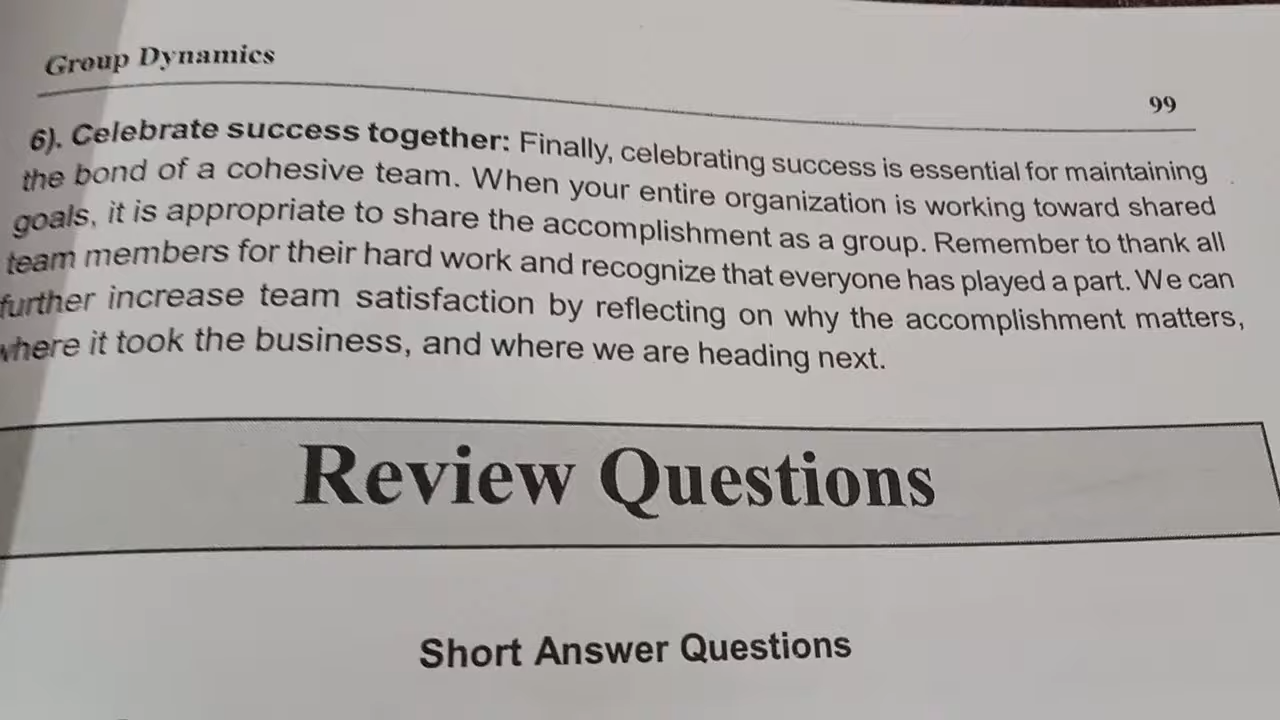 Group Dynamics
99
6). Celebrate success together: Finally, celebrating success is essential for maintaining
the bond of a cohesive team. When your entire organization is working toward shared
goals, it is appropriate to share the accomplishment as a group. Remember to thank all
team members for their hard work and recognize that everyone has played a part. We can
further increase team satisfaction by reflecting on why the accomplishment matters,
where it took the business, and where we are heading next.
Review Questions
Short Answer Questions